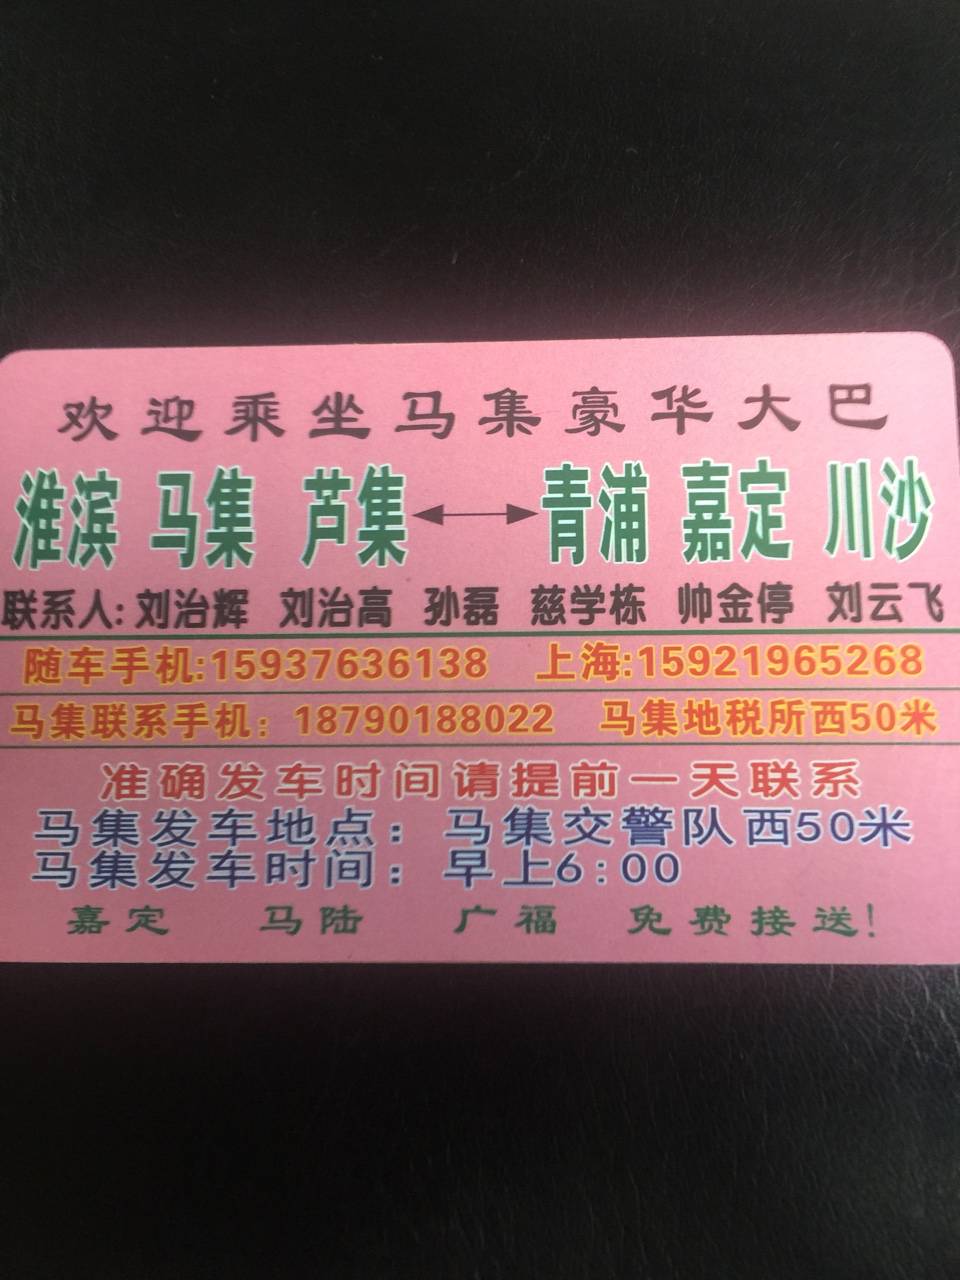 欢迎乘坐马集豪华大巴
淮滨 马集 芦集 ←→ 青浦 嘉定 川沙
联系人: 刘治辉 刘治高 孙磊 慈学栋 帅金停 刘云飞
随车手机:15937636138 上海:15921965268
马集联系手机：18790188022 马集地税所西50米
准确发车时间请提前一天联系
马集发车地点：马集交警队西50米
马集发车时间：早上6:00
嘉定 马陆 广福 免费接送!